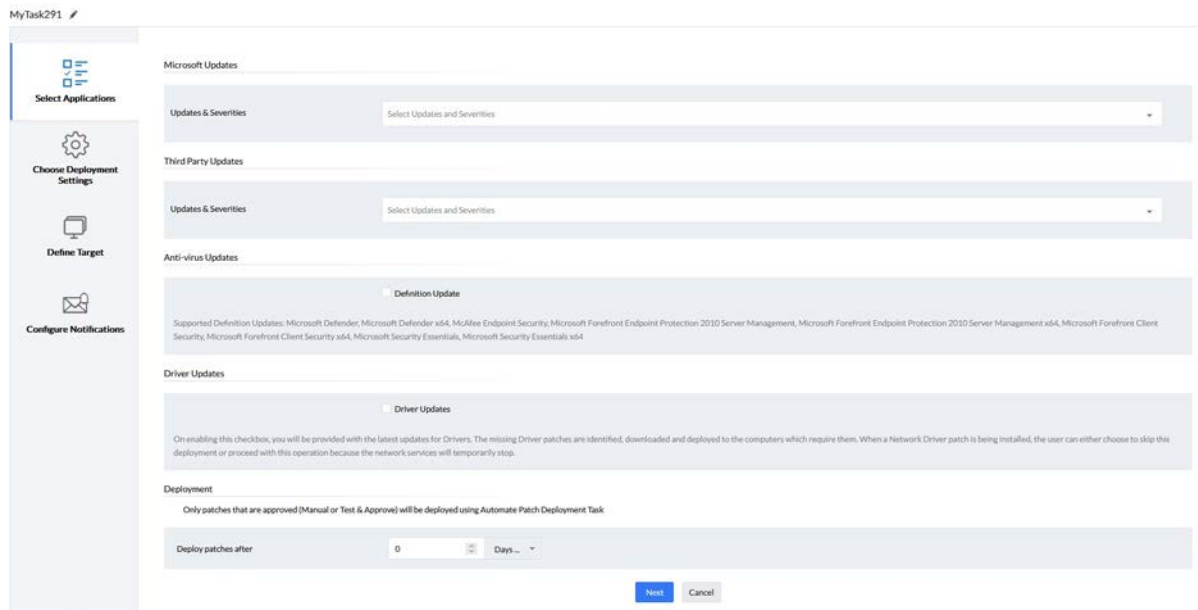 MyTask291
Select Applications
Choose Deployment
Settings
Define Target
Configure Notifications
Microsoft Updates
Updates & Severities
Select Updates and Severities
Third Party Updates
Updates & Severities
Select Updates and Severities
Anti-virus Updates
Definition Update
Supported Definition Updates: Microsoft Defender, Microsoft Defender x64, McAfee Endpoint Security, Microsoft Forefront Endpoint Protection 2010 Server Management, Microsoft Forefront Endpoint Protection 2010 Server Management x64, Microsoft Forefront Client
Security, Microsoft Forefront Client Security x64, Microsoft Security Essentials, Microsoft Security Essentials x64
Driver Updates
Driver Updates
On enabling this checkbox, you will be provided with the latest updates for Drivers. The missing Driver patches are identified, downloaded and deployed to the computers which require them. When a Network Driver patch is being installed, the user can either choose to skip this
deployment or proceed with this operation because the network services will temporarily stop.
Deployment
Only patches that are approved (Manual or Test & Approve) will be deployed using Automate Patch Deployment Task
Deploy patches after 0 Days...
Next Cancel